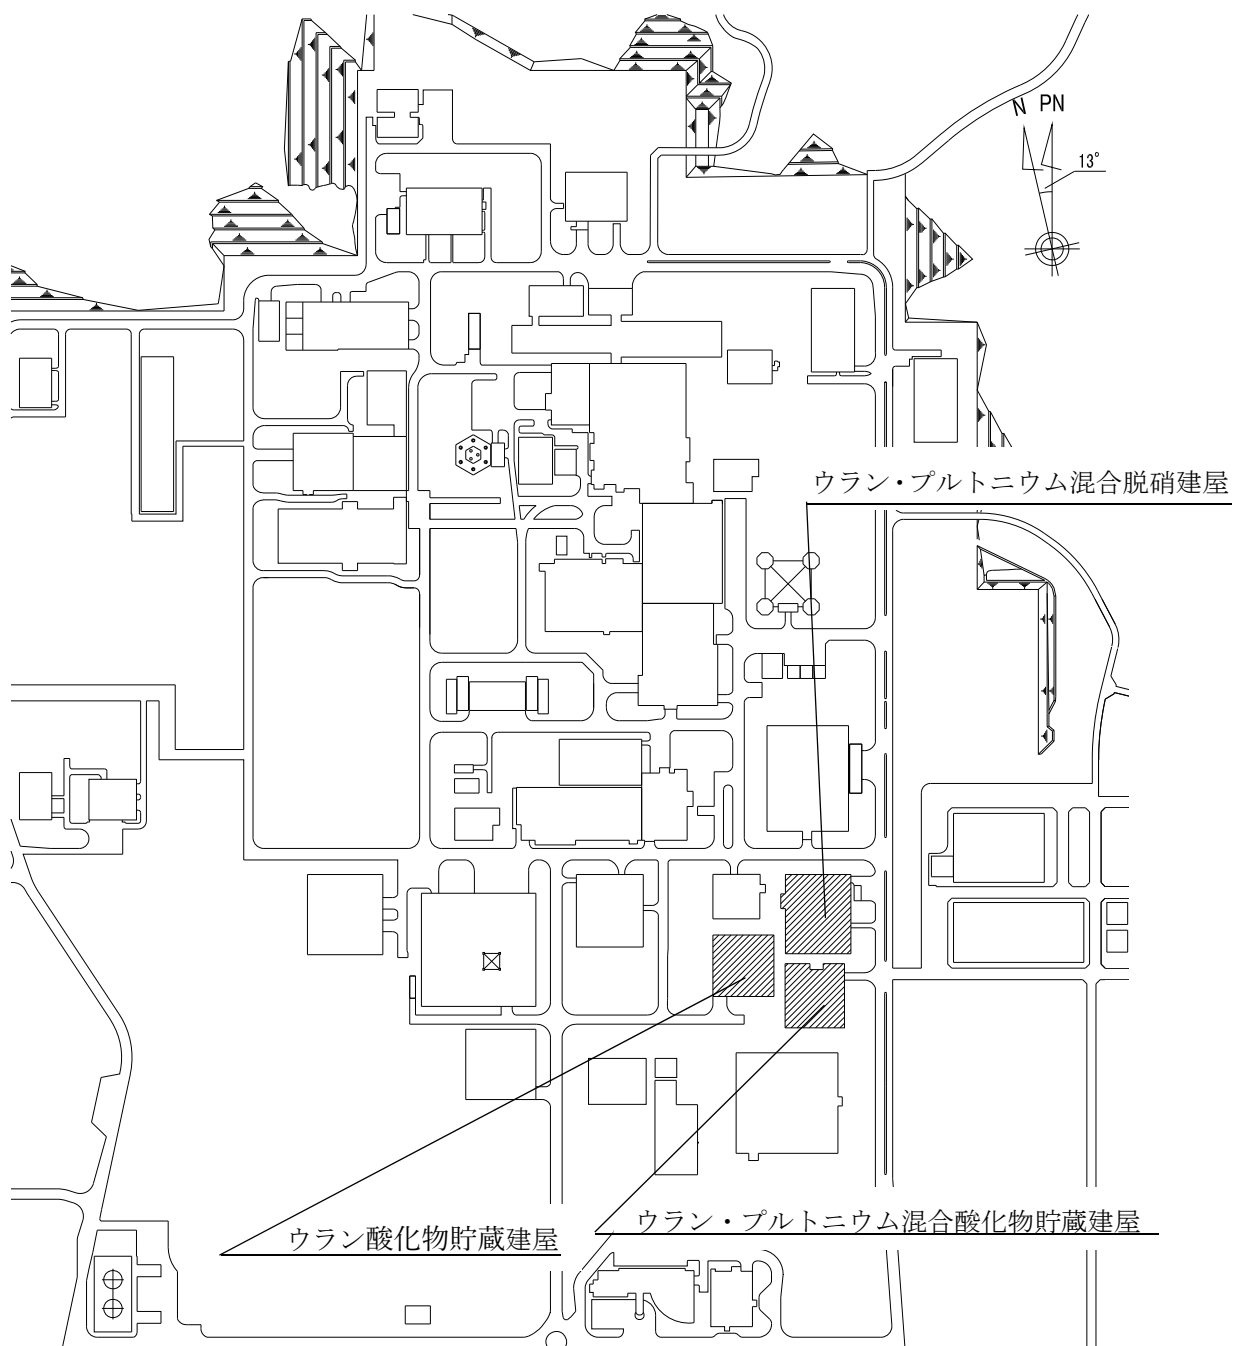 N PN
13°
ウラン・プルトニウム混合脱硝建屋
ウラン・プルトニウム混合酸化物貯蔵建屋
ウラン酸化物貯蔵建屋